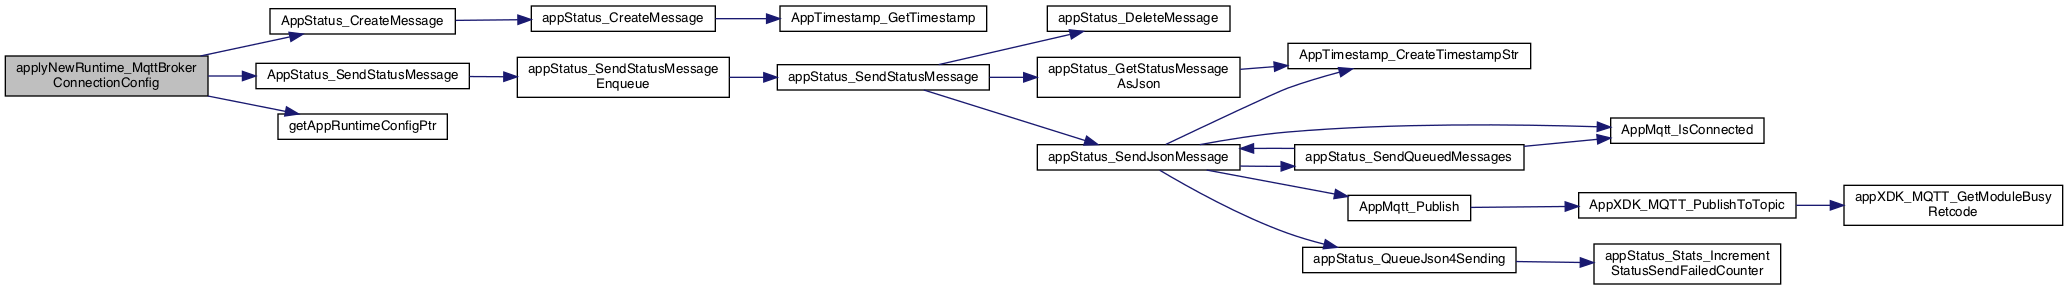 applyNewRuntime_MqttBroker
ConnectionConfig
AppStatus_CreateMessage
appStatus_CreateMessage
AppTimestamp_GetTimestamp
AppStatus_SendStatusMessage
appStatus_SendStatusMessage
Enqueue
appStatus_SendStatusMessage
appStatus_DeleteMessage
appStatus_GetStatusMessage
AsJson
AppTimestamp_CreateTimestampStr
appStatus_SendJsonMessage
AppMqtt_IsConnected
appStatus_SendQueuedMessages
AppMqtt_Publish
AppXDK_MQTT_PublishToTopic
appXDK_MQTT_GetModuleBusy
Retcode
appStatus_QueueJson4Sending
appStatus_Stats_Increment
StatusSendFailedCounter
getAppRuntimeConfigPtr